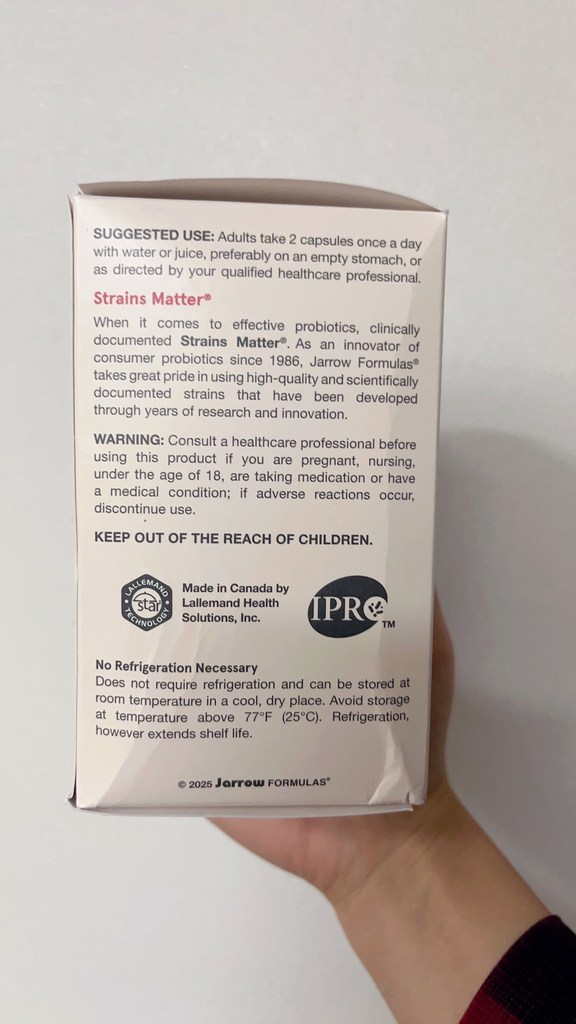 SUGGESTED USE: Adults take 2 capsules once a day
with water or juice, preferably on an empty stomach, or
as directed by your qualified healthcare professional.
Strains Matter®
When it comes to effective probiotics, clinically
documented Strains Matter®. As an innovator of
consumer probiotics since 1986, Jarrow Formulas®
takes great pride in using high-quality and scientifically
documented strains that have been developed
through years of research and innovation.
WARNING: Consult a healthcare professional before
using this product if you are pregnant, nursing,
under the age of 18, are taking medication or have
a medical condition; if adverse reactions occur,
discontinue use.
KEEP OUT OF THE REACH OF CHILDREN.
LALLEMAND
star
TECHNOLOGY
Made in Canada by
Lallemand Health
Solutions, Inc.
IPRO
TM
No Refrigeration Necessary
Does not require refrigeration and can be stored at
room temperature in a cool, dry place. Avoid storage
at temperature above 77°F (25°C). Refrigeration,
however extends shelf life.
© 2025 Jarrow FORMULAS®